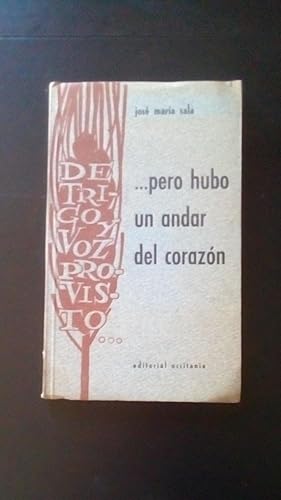 josé maría sala
...pero hubo
un andar
del corazón
DE
TRI-
GO Y
VOZ
PRO-
VIS-
TO...
editorial occitania